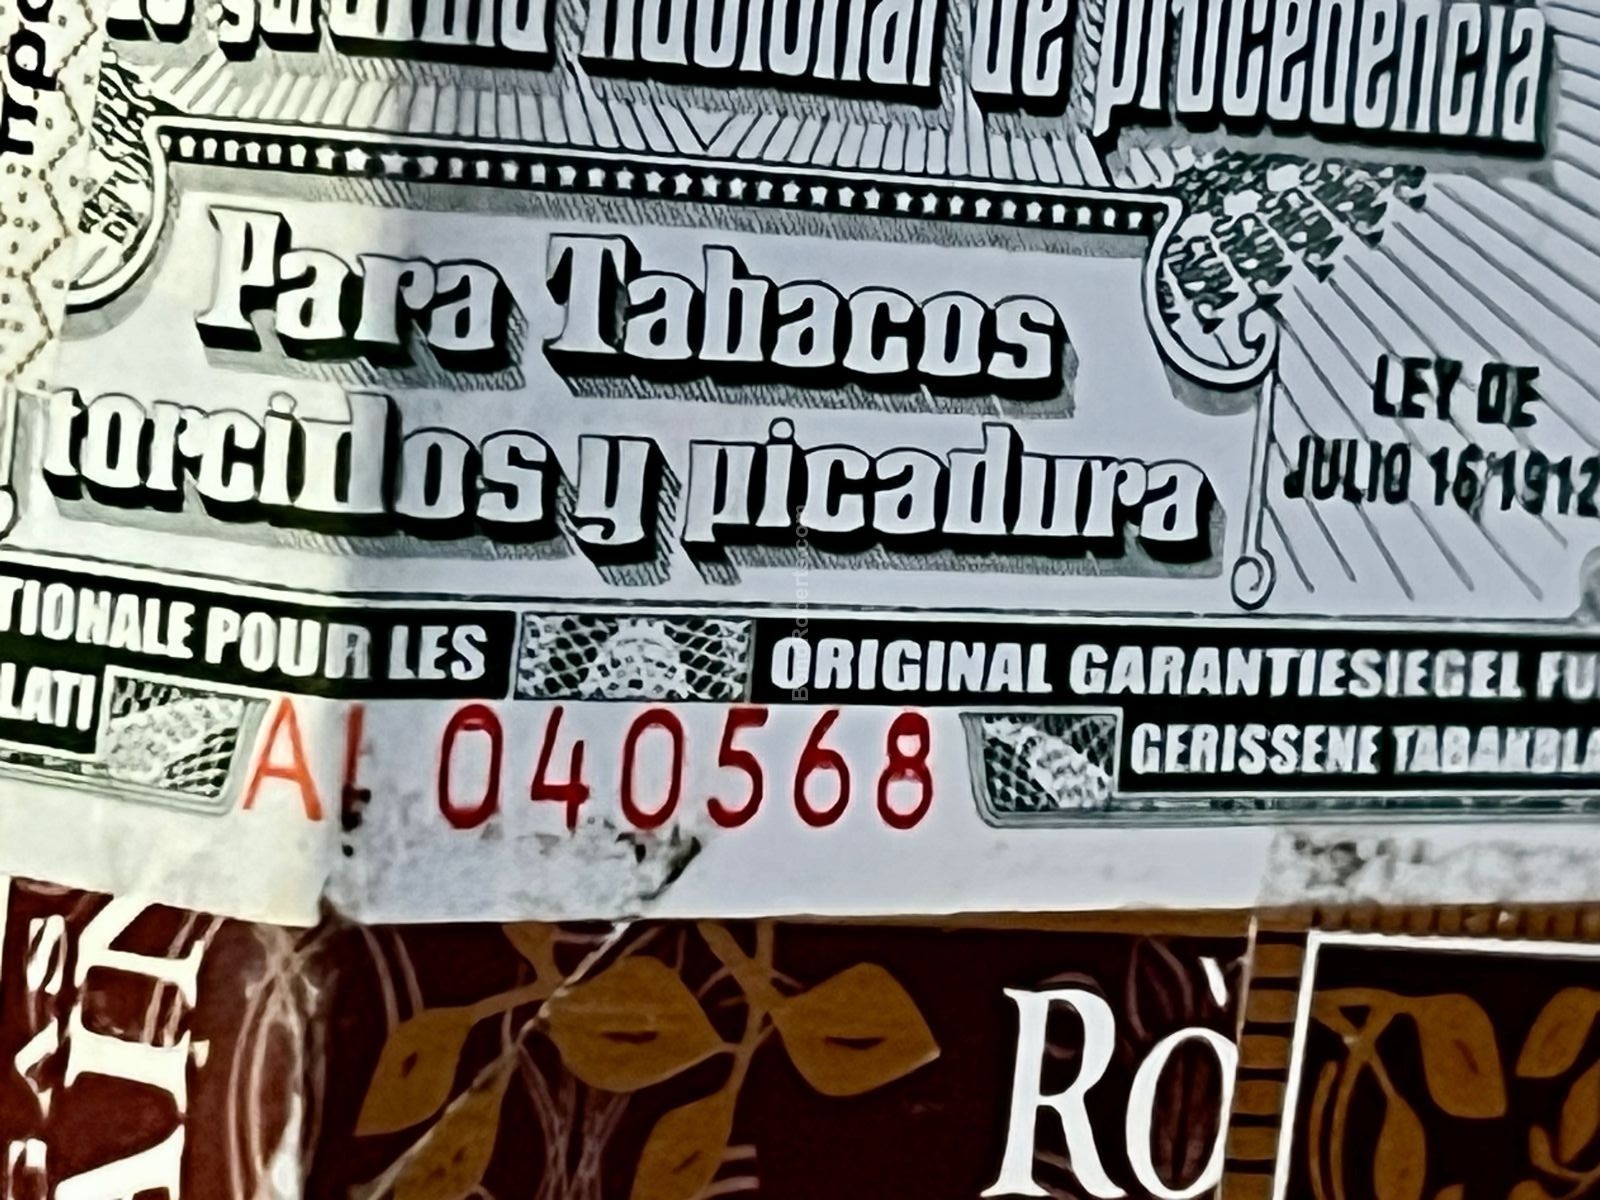 nacional de procedencia
Para Tabacos
torcidos y picadura
LEY DE
JULIO 16 1912
TIONALE POUR LES
ORIGINAL GARANTIESIEGEL FU
LATI
GERISSENE TABAKBLA
A 040568
Rò